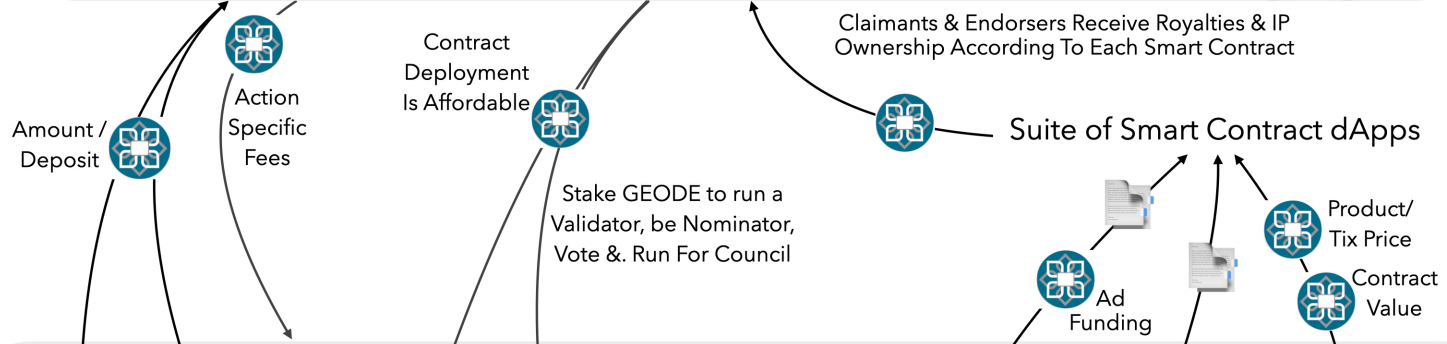 Amount /
Deposit
Action
Specific
Fees
Contract
Deployment
Is Affordable
Stake GEODE to run a
Validator, be Nominator,
Vote &. Run For Council
Claimants & Endorsers Receive Royalties & IP
Ownership According To Each Smart Contract
Suite of Smart Contract dApps
Ad
Funding
Product/
Tix Price
Contract
Value